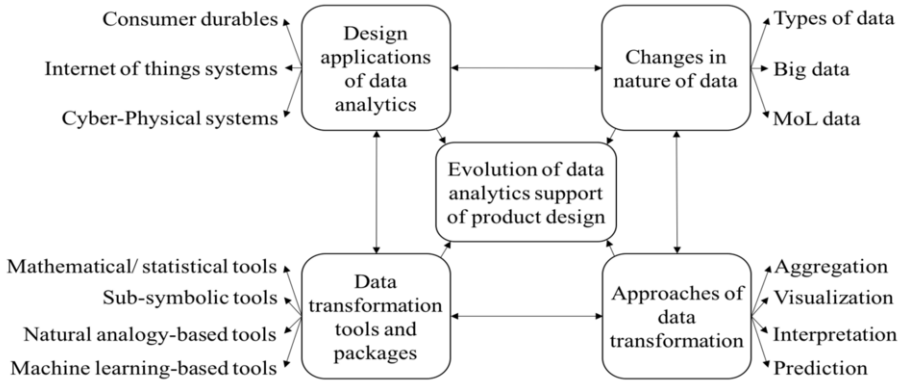 Consumer durables
Internet of things systems
Cyber-Physical systems
Design
applications
of data
analytics
Changes in
nature of data
Types of data
Big data
MoL data
Evolution of data
analytics support
of product design
Mathematical/ statistical tools
Sub-symbolic tools
Natural analogy-based tools
Machine learning-based tools
Data
transformation
tools and
packages
Approaches of
data
transformation
Aggregation
Visualization
Interpretation
Prediction